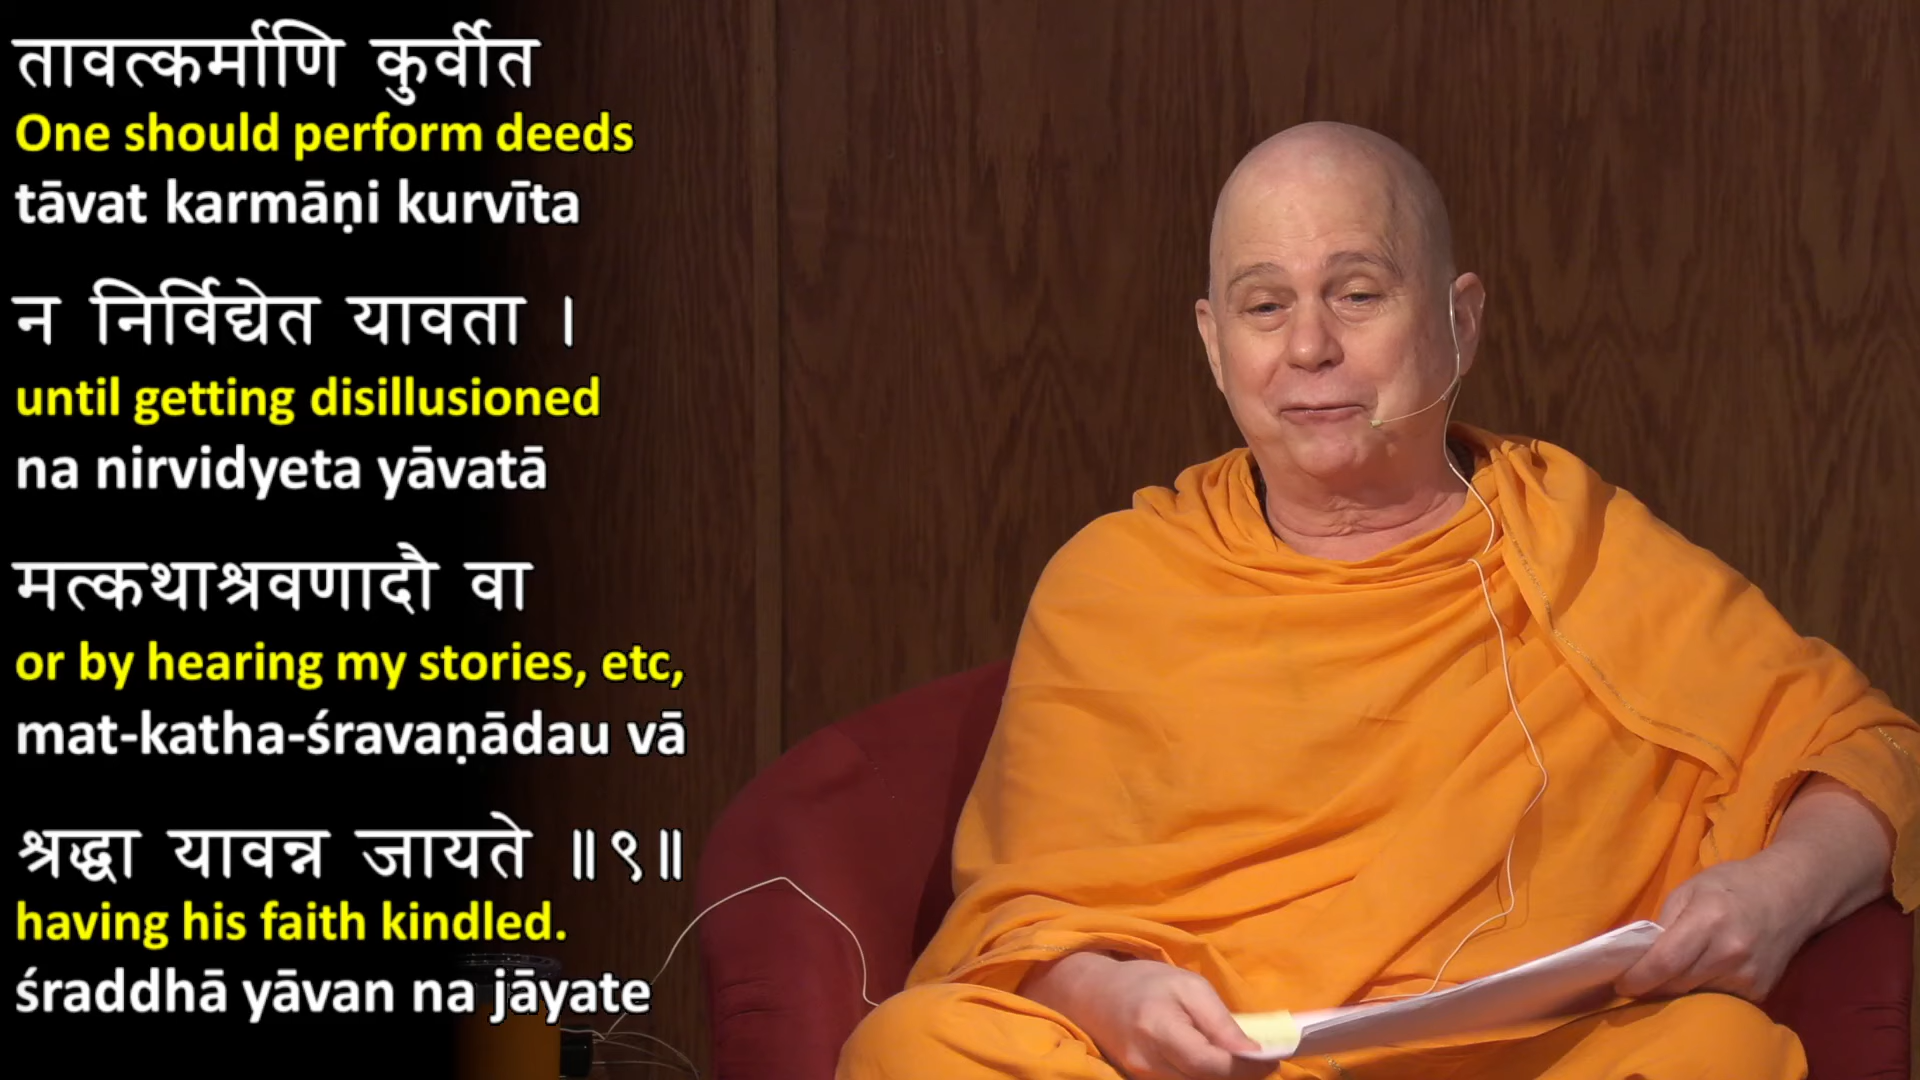 तावत्कर्माणि कुर्वीत
One should perform deeds
tāvat karmāṇi kurvīta
न निर्विद्येत यावता ।
until getting disillusioned
na nirvidyeta yāvatā
मत्कथाश्रवणादौ वा
or by hearing my stories, etc,
mat-katha-śravaṇādau vā
श्रद्धा यावन्न जायते ॥९॥
having his faith kindled.
śraddhā yāvan na jāyate